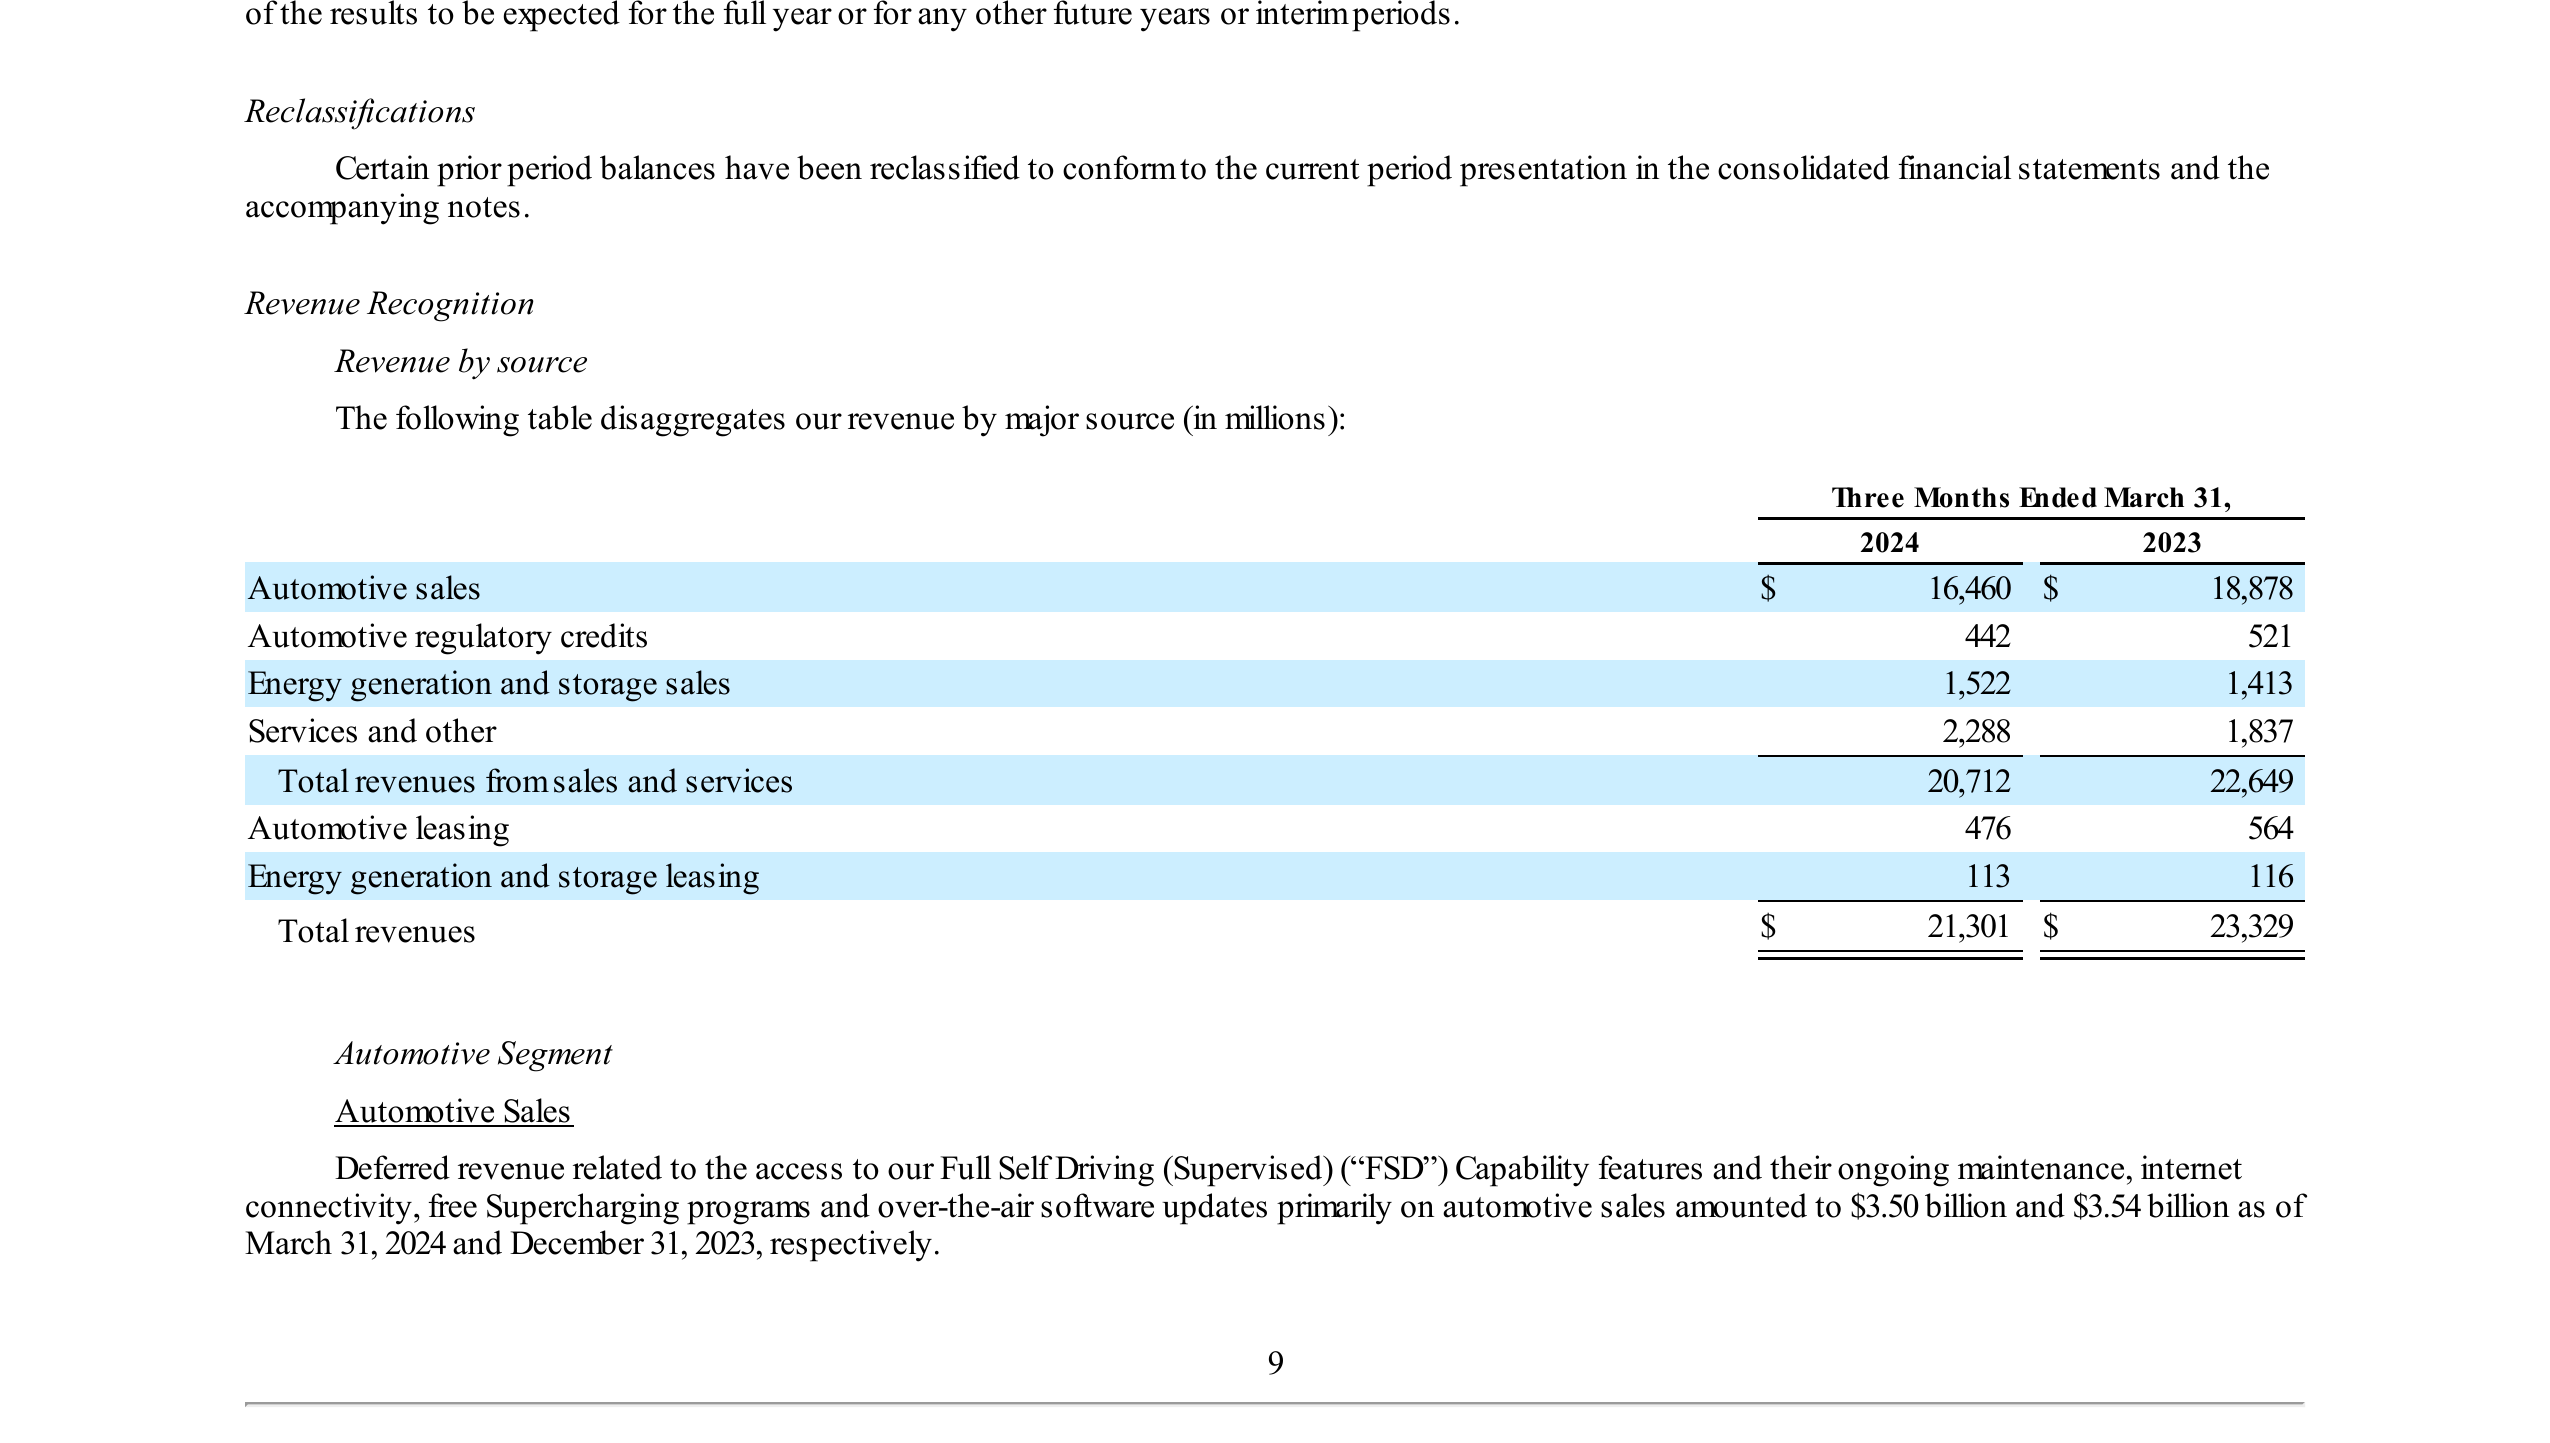 of the results to be expected for the full year or for any other future years or interim periods.
Reclassifications
Certain prior period balances have been reclassified to conform to the current period presentation in the consolidated financial statements and the
accompanying notes.
Revenue Recognition
Revenue by source
The following table disaggregates our revenue by major source (in millions):
Three Months Ended March 31,
2024 2023
Automotive sales $ 16,460 $ 18,878
Automotive regulatory credits 442 521
Energy generation and storage sales 1,522 1,413
Services and other 2,288 1,837
Total revenues from sales and services 20,712 22,649
Automotive leasing 476 564
Energy generation and storage leasing 113 116
Total revenues $ 21,301 $ 23,329
Automotive Segment
Automotive Sales
Deferred revenue related to the access to our Full Self Driving (Supervised) (“FSD”) Capability features and their ongoing maintenance, internet
connectivity, free Supercharging programs and over-the-air software updates primarily on automotive sales amounted to $3.50 billion and $3.54 billion as of
March 31, 2024 and December 31, 2023, respectively.
9